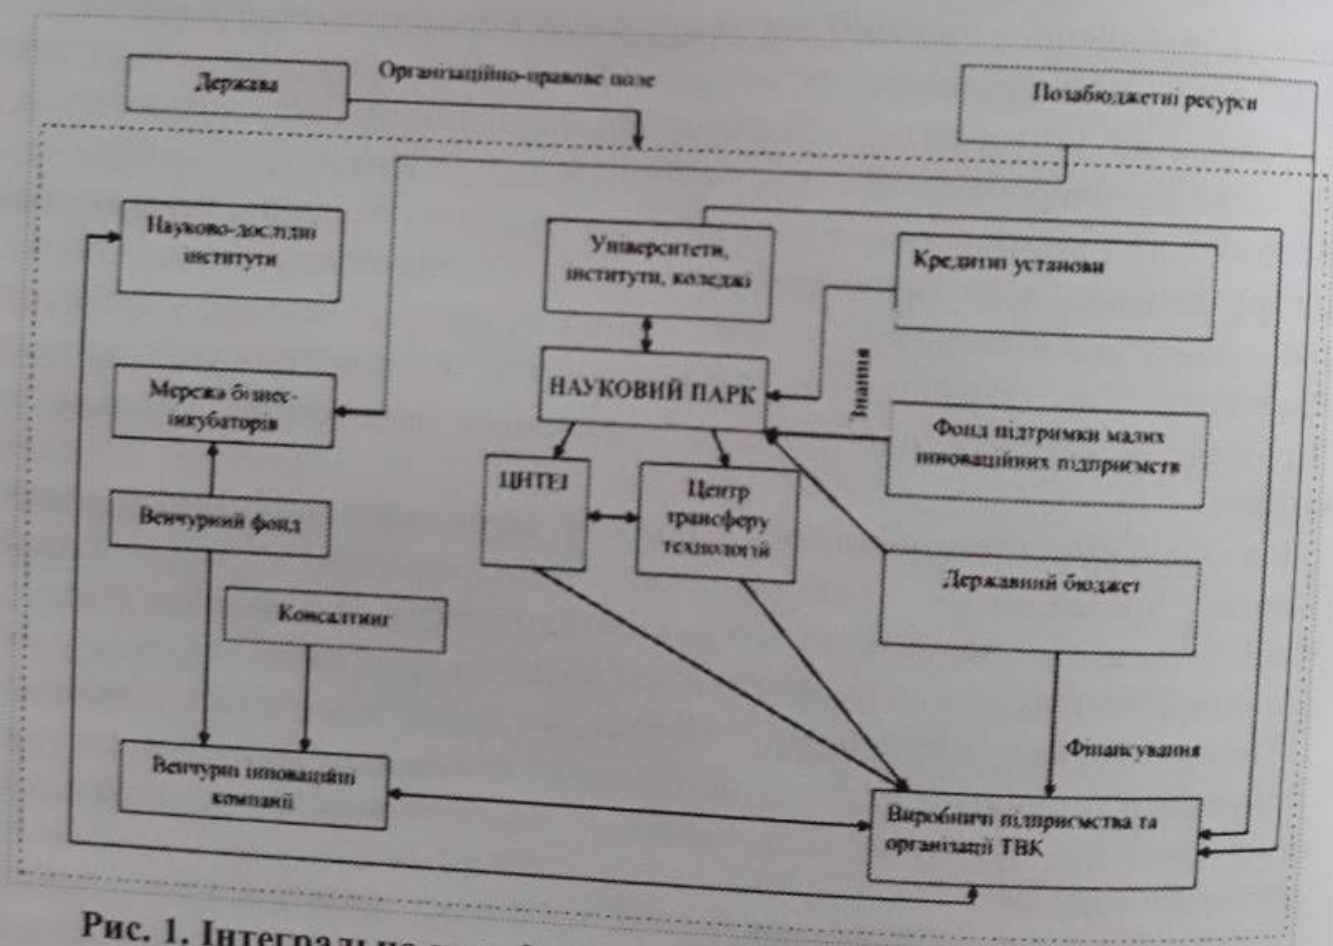 Держава
Організаційно-правове поле
Позабюджетні ресурси
Науково-дослідні
інститути
Університети,
інститути, коледжі
Кредитні установи
Знання
НАУКОВИЙ ПАРК
Мережа бізнес-
інкубаторів
Фонд підтримки малих
інноваційних підприємств
ЦНТЕІ
Центр
трансферу
технологій
Венчурний фонд
Державний бюджет
Консалтинг
Фінансування
Венчурні інноваційні
компанії
Виробничі підприємства та
організації ТВК
Рис. 1.